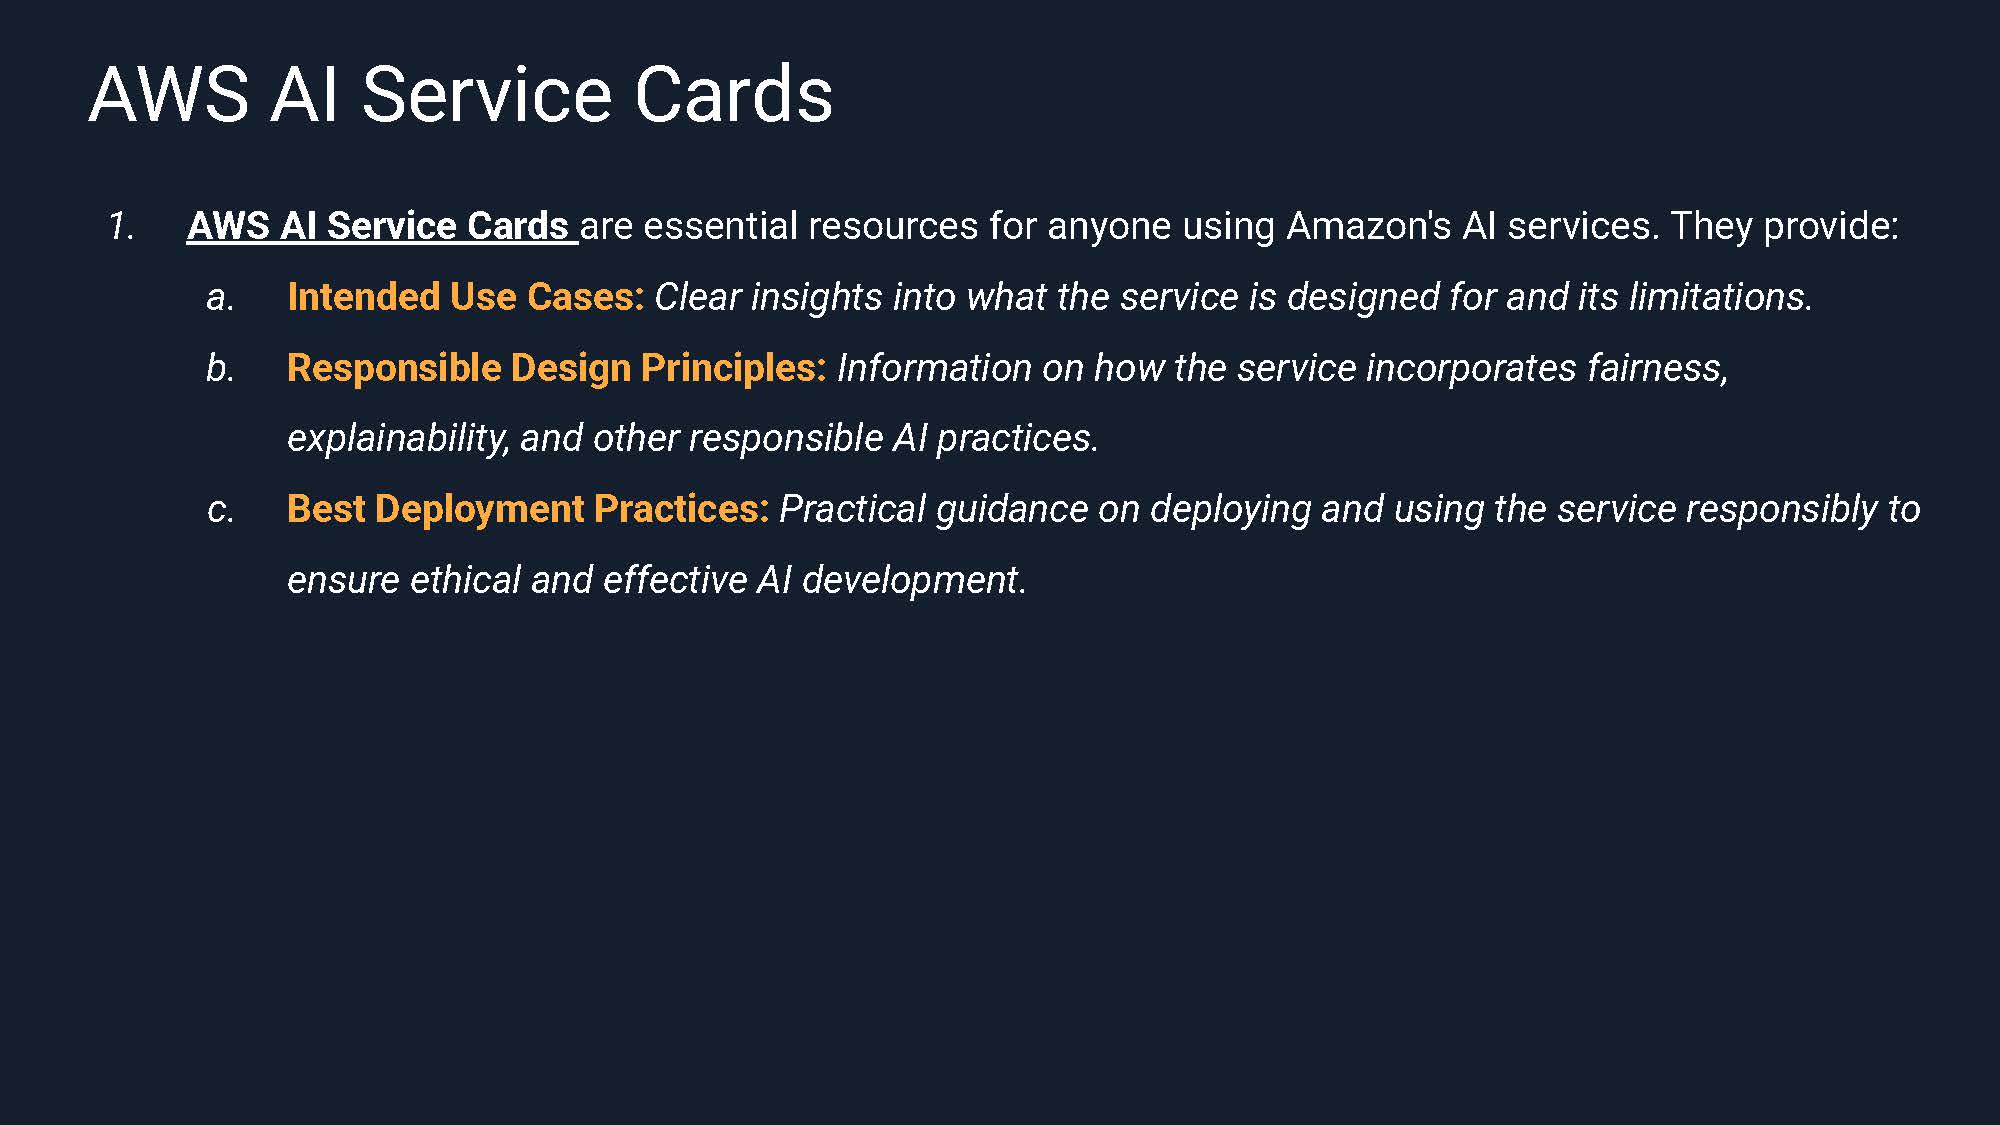 AWS AI Service Cards
1. AWS AI Service Cards are essential resources for anyone using Amazon's AI services. They provide:
a. Intended Use Cases: Clear insights into what the service is designed for and its limitations.
b. Responsible Design Principles: Information on how the service incorporates fairness,
explainability, and other responsible AI practices.
c. Best Deployment Practices: Practical guidance on deploying and using the service responsibly to
ensure ethical and effective AI development.